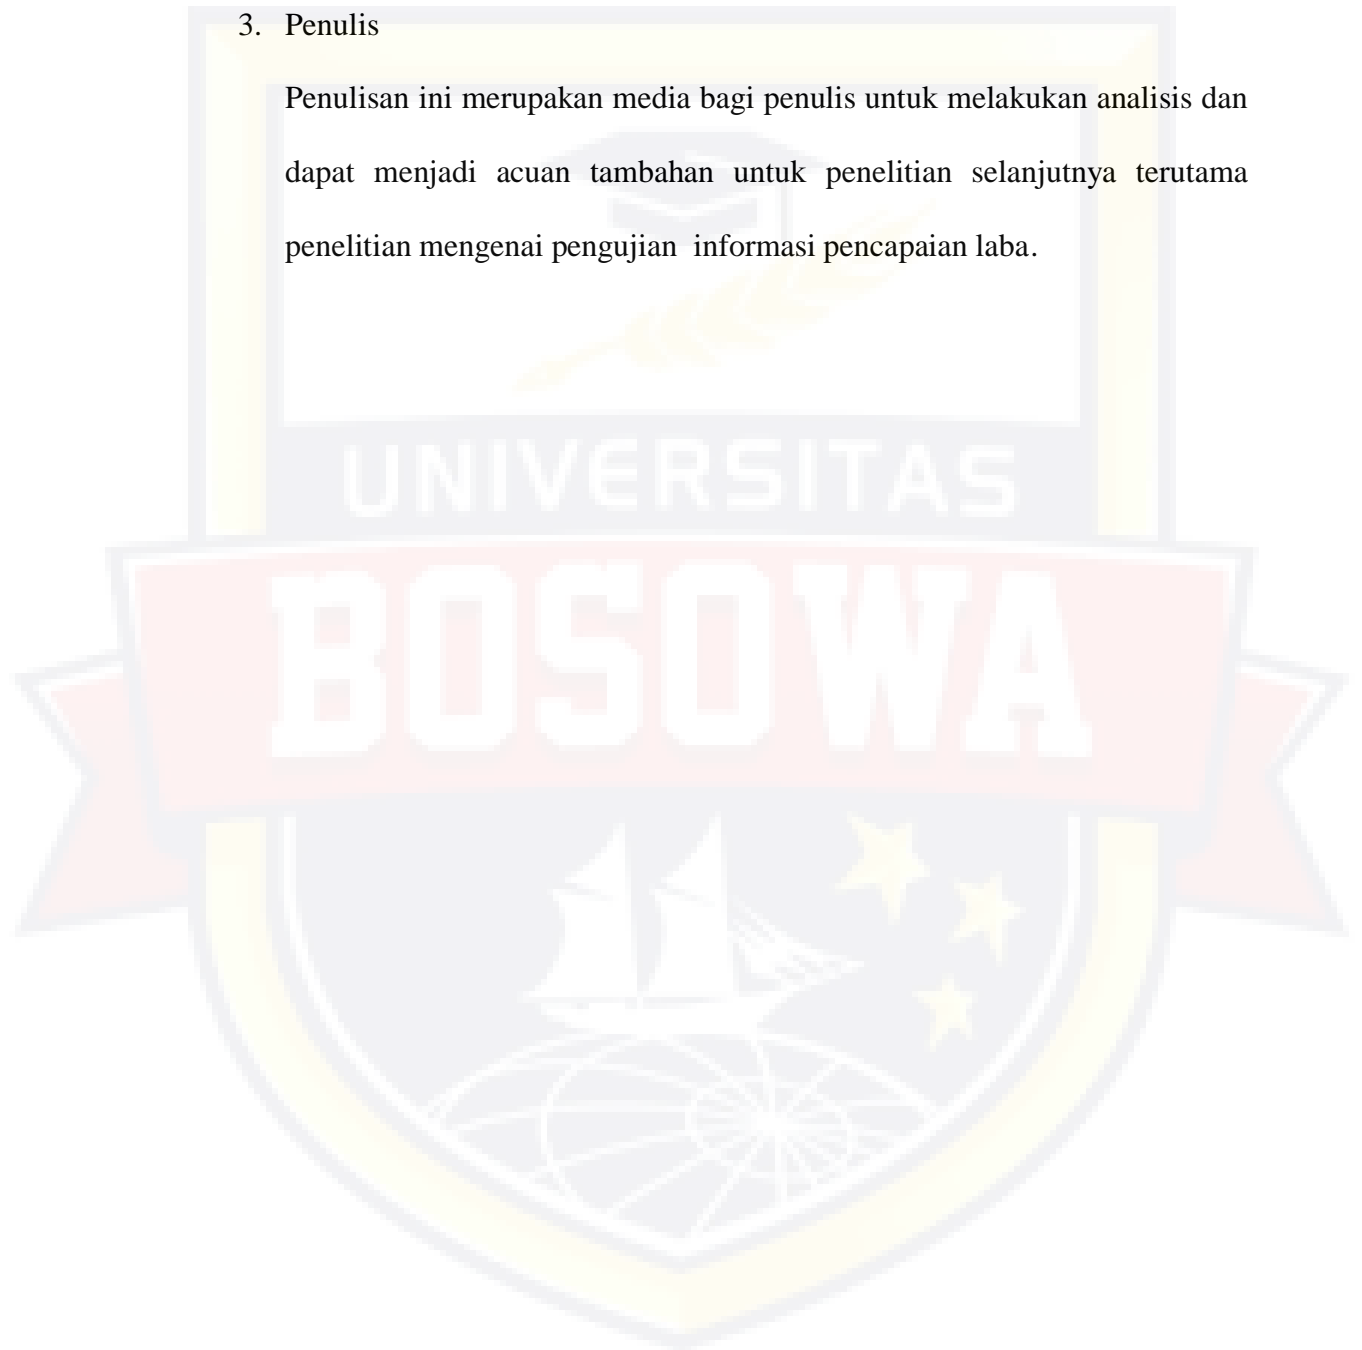 3. Penulis
Penulisan ini merupakan media bagi penulis untuk melakukan analisis dan
dapat menjadi acuan tambahan untuk penelitian selanjutnya terutama
penelitian mengenai pengujian informasi pencapaian laba.
UNIVERSITAS
BOSOWA